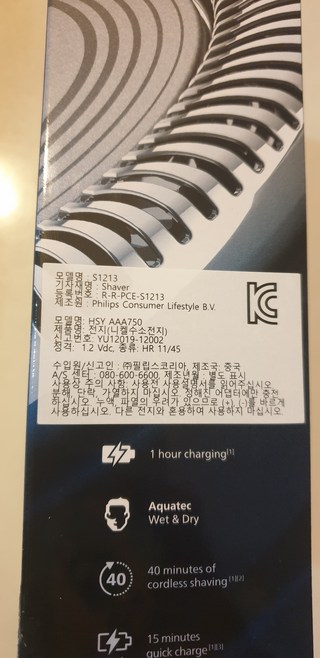 모델명 : S1213
기자재명 : Shaver
등록번호 : R-R-PCE-S1213
제조원 : Philips Consumer Lifestyle B.V.
모델명: HSY AAA750
제품명: 전지(니켈수소전지)
신고번호: YU12019-12002
정격: 1.2 Vdc, 종류: HR 11/45
수입원/신고인 : ㈜필립스코리아, 제조국: 중국
A/S 센터 : 080-600-6600, 제조년월 : 별도 표시
사용상 주의 사항: 사용전 사용설명서를 읽어주십시오.
분해, 단락, 가열하지 마십시오. 정해진 어댑터에만 충전
하십시오. 누액, 파열의 우려가 있으므로 (+), (-)를 바르게
사용하십시오. 다른 전지와 혼용하여 사용하지 마십시오.
1 hour charging[1]
Aquatec
Wet & Dry
40
40 minutes of
cordless shaving[1][2]
15 minutes
quick charge[1][3]